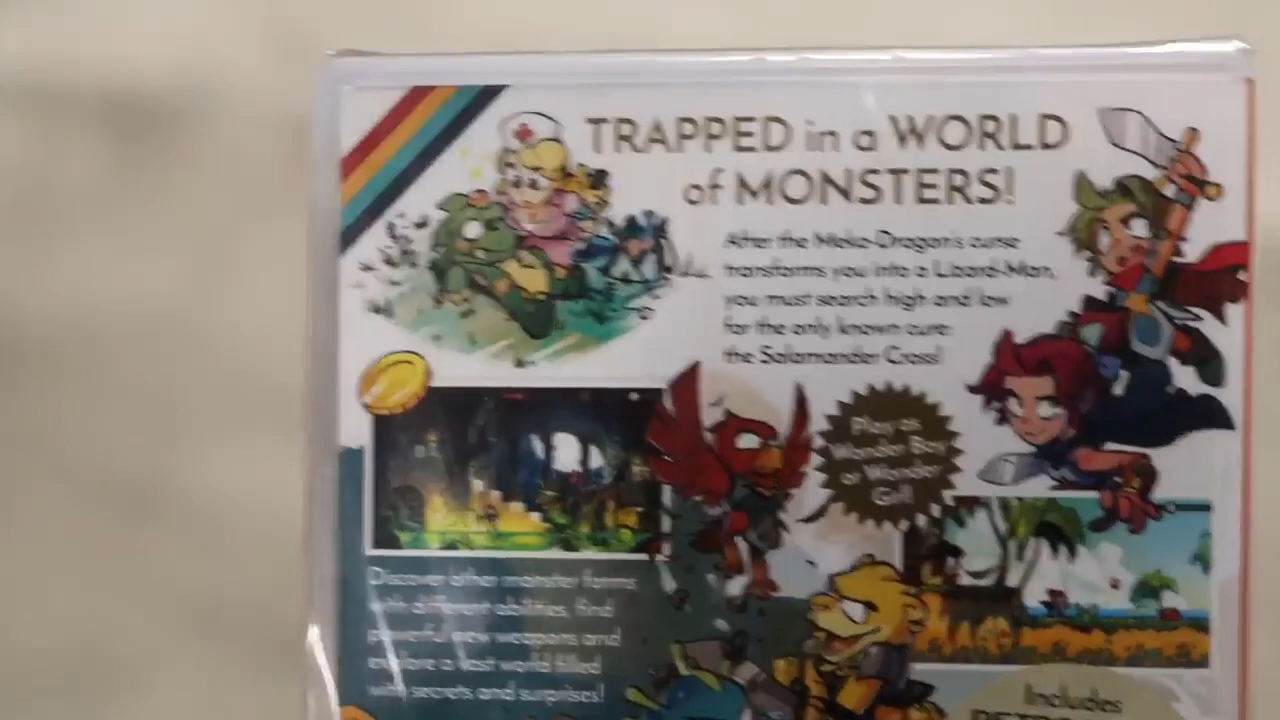 TRAPPED in a WORLD
of MONSTERS!
After the Meka-Dragon's curse
transforms you into a Lizard-Man,
you must search high and low
for the only known cure:
the Salamander Cross!
Play as
Wonder Boy
or Wonder
Girl!
Discover other monster forms
with different abilities, find
powerful new weapons and
explore a vast world filled
with secrets and surprises!
Includes
RETRO